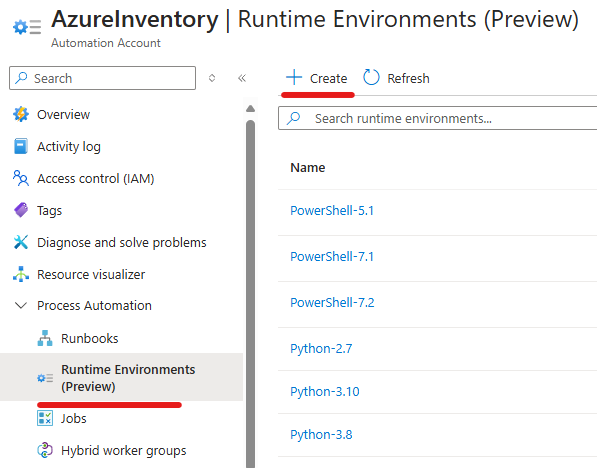 AzureInventory | Runtime Environments (Preview)
Automation Account
Search
Create
Refresh
Overview
Activity log
Access control (IAM)
Tags
Diagnose and solve problems
Resource visualizer
Process Automation
Runbooks
Runtime Environments
(Preview)
Jobs
Hybrid worker groups
Search runtime environments...
Name
PowerShell-5.1
PowerShell-7.1
PowerShell-7.2
Python-2.7
Python-3.10
Python-3.8